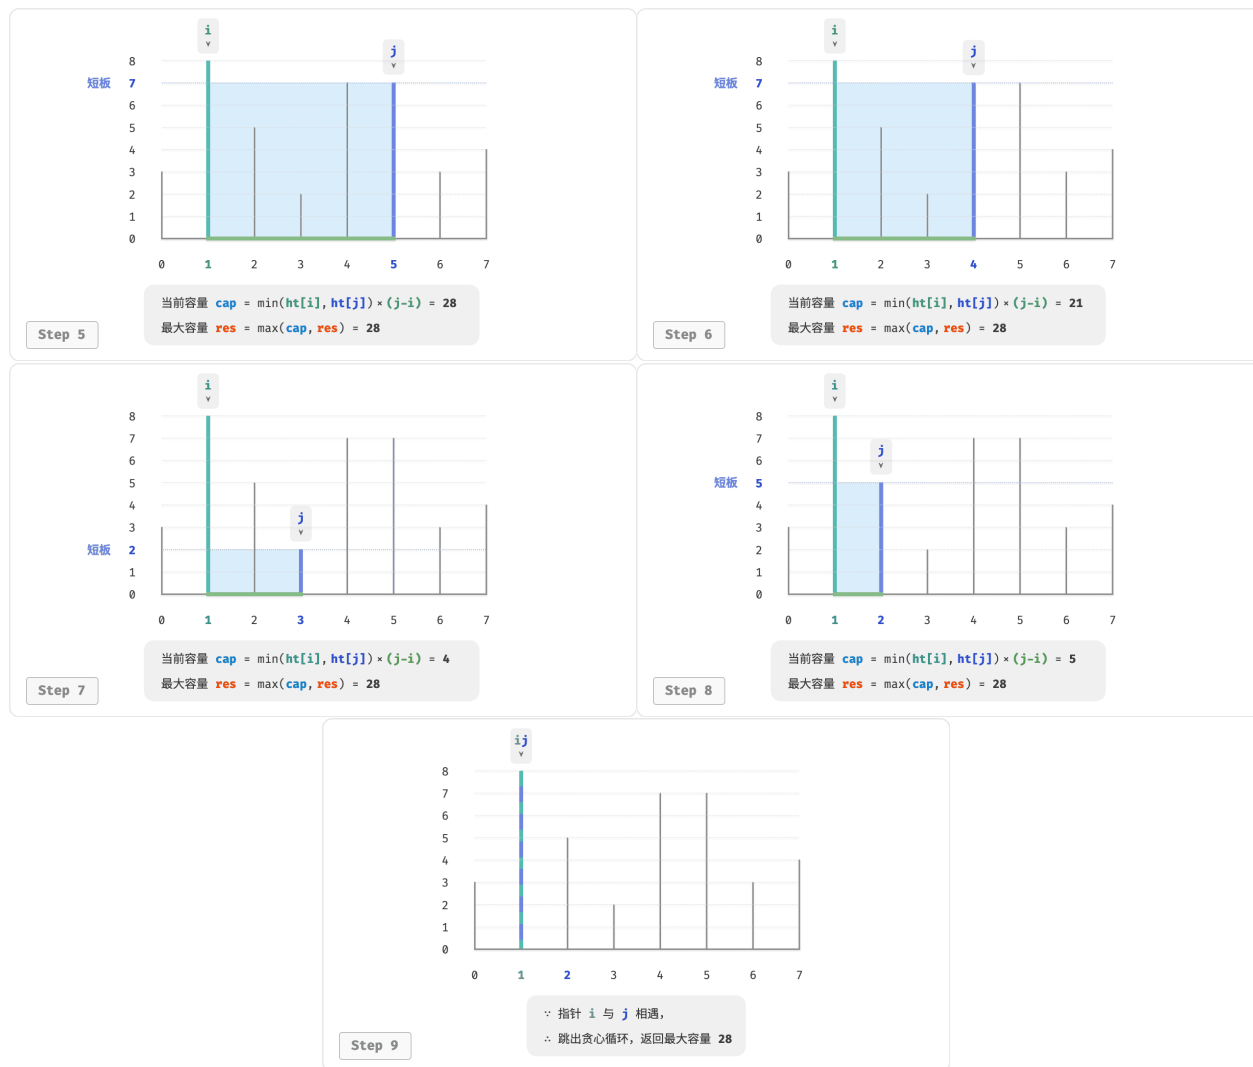 i
j
8
短板 7
6
5
4
3
2
1
0
0 1 2 3 4 5 6 7
当前容量 cap = min(ht[i], ht[j]) × (j-i) = 28
最大容量 res = max(cap, res) = 28
Step 5
i
j
8
短板 7
6
5
4
3
2
1
0
0 1 2 3 4 5 6 7
当前容量 cap = min(ht[i], ht[j]) × (j-i) = 21
最大容量 res = max(cap, res) = 28
Step 6
i
8
7
6
5
4
j
3
短板 2
1
0
0 1 2 3 4 5 6 7
当前容量 cap = min(ht[i], ht[j]) × (j-i) = 4
最大容量 res = max(cap, res) = 28
Step 7
i
8
7
j
6
短板 5
4
3
2
1
0
0 1 2 3 4 5 6 7
当前容量 cap = min(ht[i], ht[j]) × (j-i) = 5
最大容量 res = max(cap, res) = 28
Step 8
ij
8
7
6
5
4
3
2
1
0
0 1 2 3 4 5 6 7
∵ 指针 i 与 j 相遇，
∴ 跳出贪心循环，返回最大容量 28
Step 9